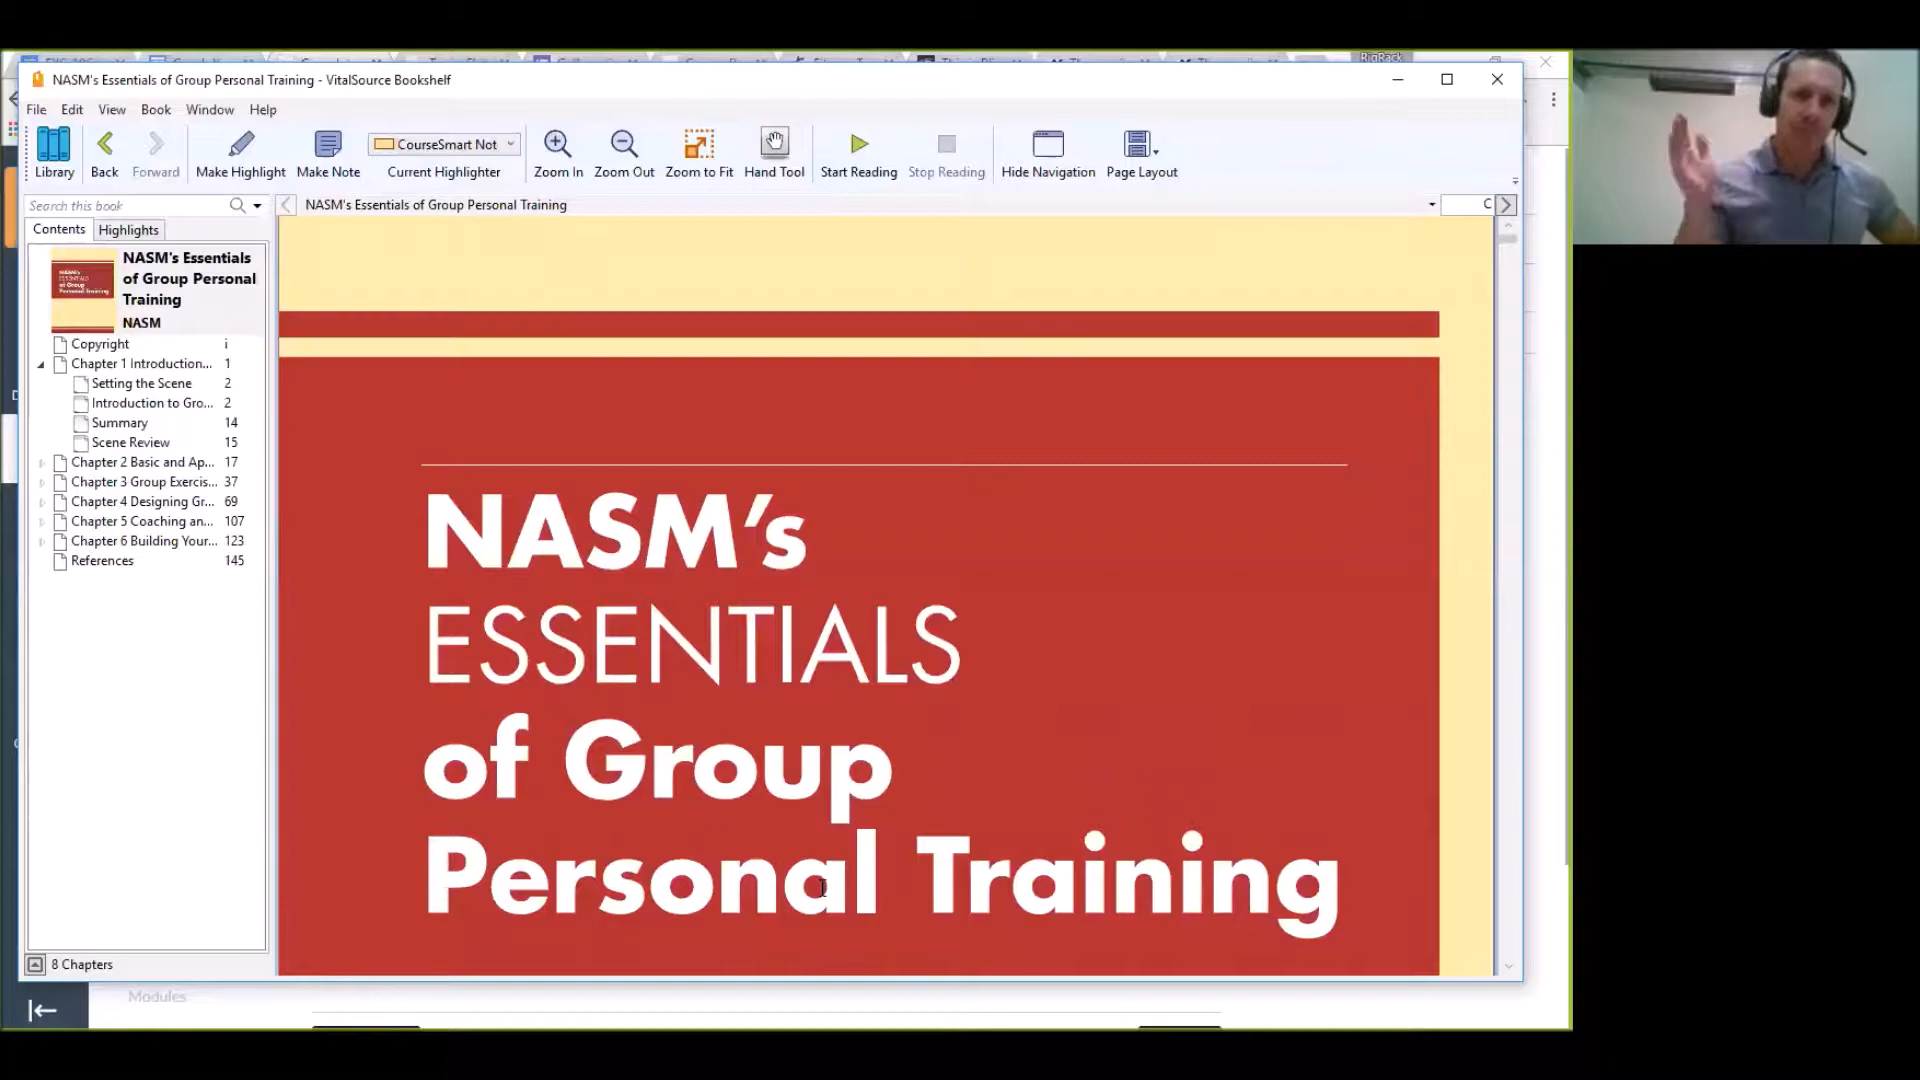 BigRack
NASM's Essentials of Group Personal Training - VitalSource Bookshelf
File Edit View Book Window Help
CourseSmart Not
Library Back Forward Make Highlight Make Note Current Highlighter Zoom In Zoom Out Zoom to Fit Hand Tool Start Reading Stop Reading Hide Navigation Page Layout
Search this book
NASM's Essentials of Group Personal Training
C
Contents Highlights
NASM's Essentials
of Group Personal
Training
NASM
Copyright i
Chapter 1 Introduction... 1
Setting the Scene 2
Introduction to Gro... 2
Summary 14
Scene Review 15
Chapter 2 Basic and Ap... 17
Chapter 3 Group Exercis... 37
Chapter 4 Designing Gr... 69
Chapter 5 Coaching an... 107
Chapter 6 Building Your... 123
References 145
8 Chapters
NASM's
ESSENTIALS
of Group
Personal Training
Modules